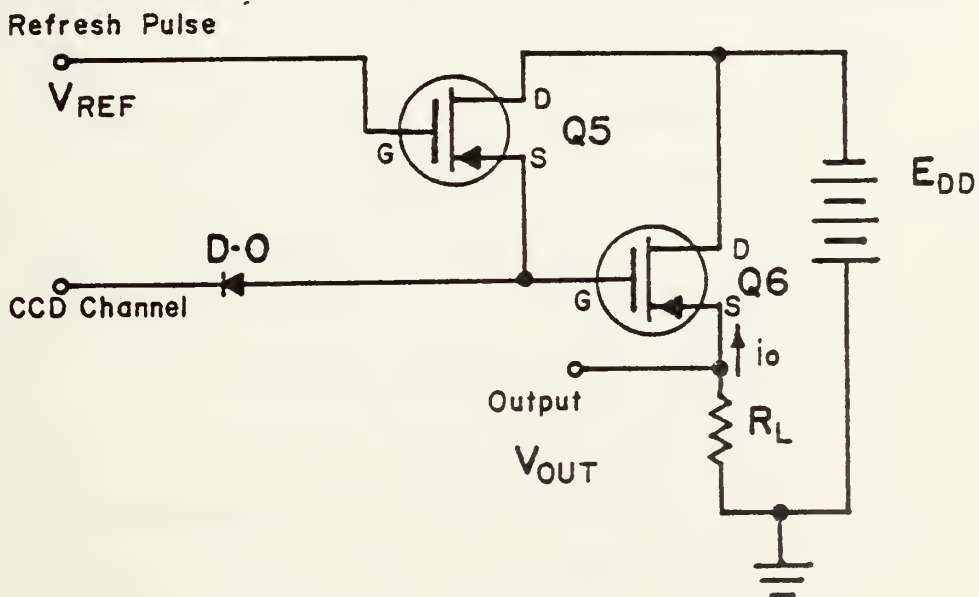 Refresh Pulse
VREF
D
Q5
G
S
EDD
D-O
D
Q6
G
S
CCD Channel
io
Output
RL
VOUT